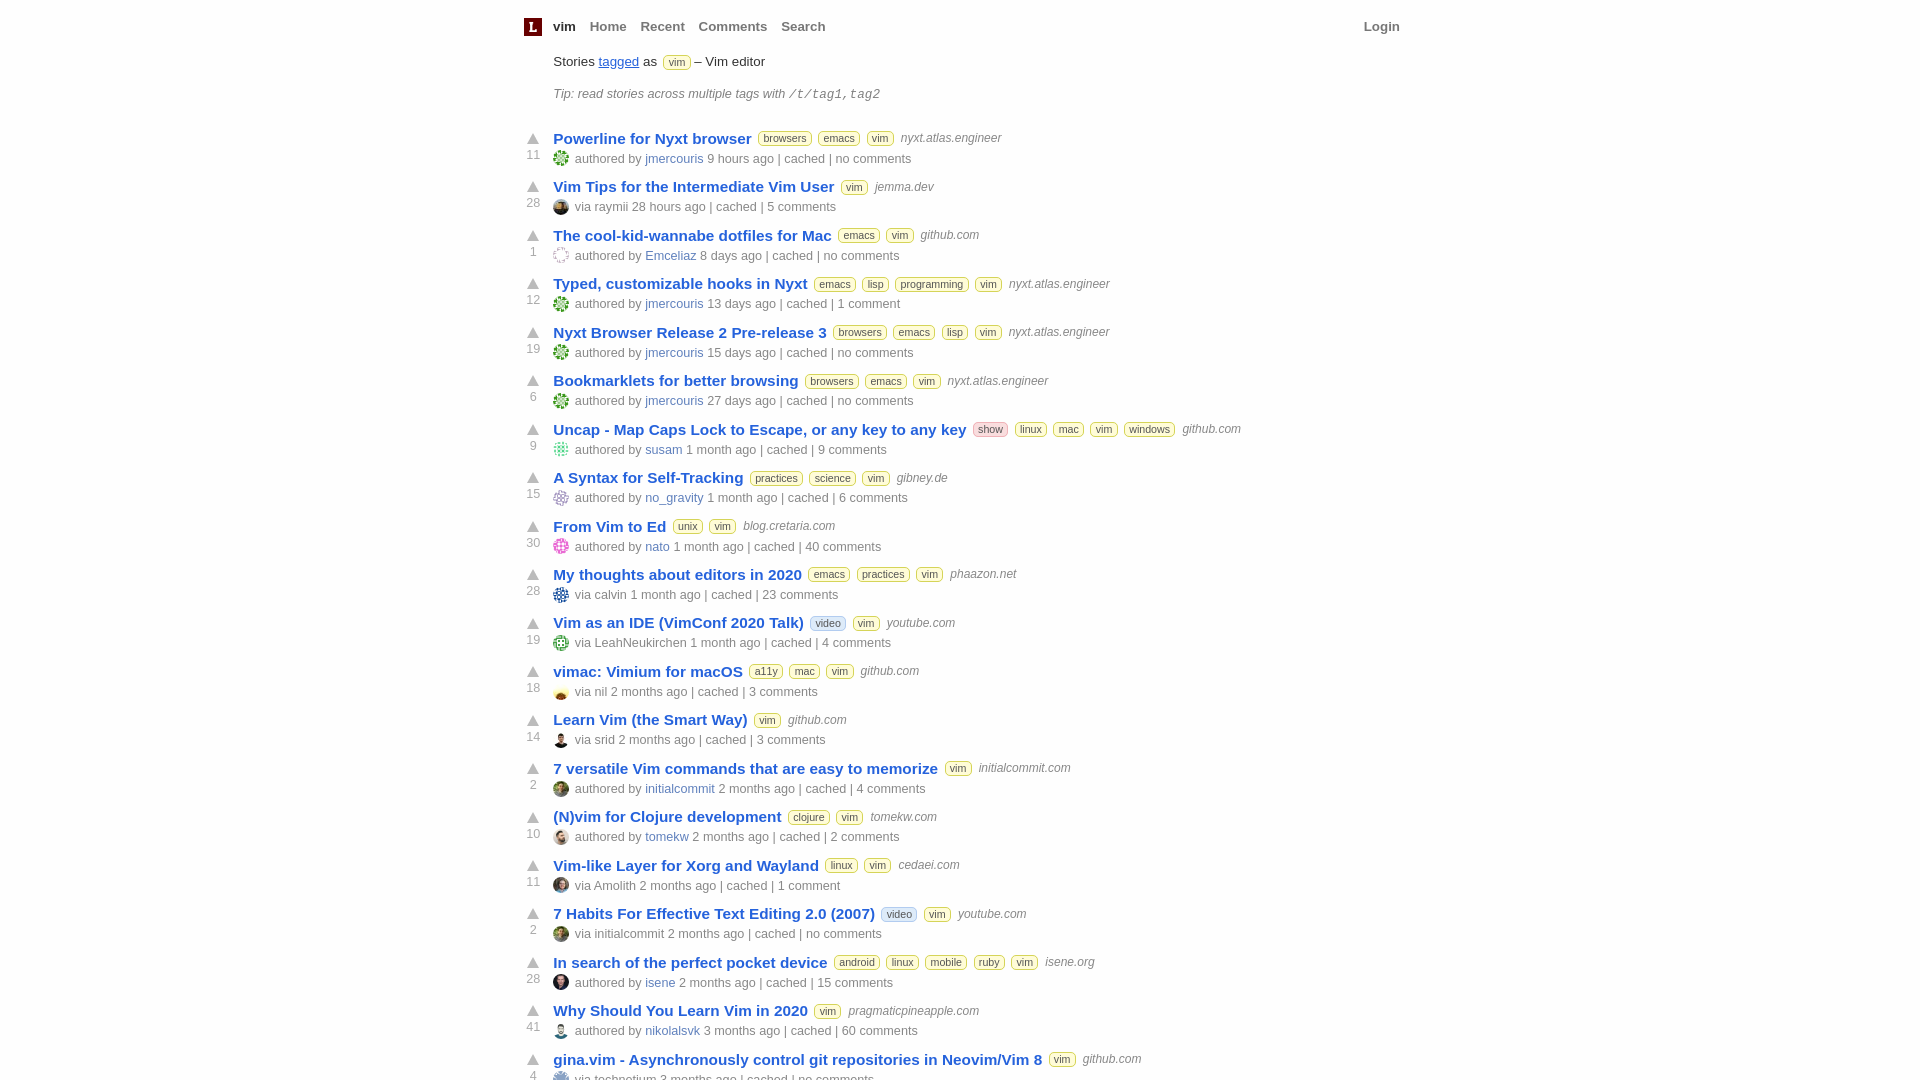 L vim Home Recent Comments Search Login
Stories tagged as vim – Vim editor
Tip: read stories across multiple tags with /t/tag1,tag2
Powerline for Nyxt browser browsers emacs vim nyxt.atlas.engineer
11 authored by jmercouris 9 hours ago | cached | no comments
Vim Tips for the Intermediate Vim User vim jemma.dev
28 via raymii 28 hours ago | cached | 5 comments
The cool-kid-wannabe dotfiles for Mac emacs vim github.com
1 authored by Emceliaz 8 days ago | cached | no comments
Typed, customizable hooks in Nyxt emacs lisp programming vim nyxt.atlas.engineer
12 authored by jmercouris 13 days ago | cached | 1 comment
Nyxt Browser Release 2 Pre-release 3 browsers emacs lisp vim nyxt.atlas.engineer
19 authored by jmercouris 15 days ago | cached | no comments
Bookmarklets for better browsing browsers emacs vim nyxt.atlas.engineer
6 authored by jmercouris 27 days ago | cached | no comments
Uncap - Map Caps Lock to Escape, or any key to any key show linux mac vim windows github.com
9 authored by susam 1 month ago | cached | 9 comments
A Syntax for Self-Tracking practices science vim gibney.de
15 authored by no_gravity 1 month ago | cached | 6 comments
From Vim to Ed unix vim blog.cretaria.com
30 authored by nato 1 month ago | cached | 40 comments
My thoughts about editors in 2020 emacs practices vim phaazon.net
28 via calvin 1 month ago | cached | 23 comments
Vim as an IDE (VimConf 2020 Talk) video vim youtube.com
19 via LeahNeukirchen 1 month ago | cached | 4 comments
vimac: Vimium for macOS a11y mac vim github.com
18 via nil 2 months ago | cached | 3 comments
Learn Vim (the Smart Way) vim github.com
14 via srid 2 months ago | cached | 3 comments
7 versatile Vim commands that are easy to memorize vim initialcommit.com
2 authored by initialcommit 2 months ago | cached | 4 comments
(N)vim for Clojure development clojure vim tomekw.com
10 authored by tomekw 2 months ago | cached | 2 comments
Vim-like Layer for Xorg and Wayland linux vim cedaei.com
11 via Amolith 2 months ago | cached | 1 comment
7 Habits For Effective Text Editing 2.0 (2007) video vim youtube.com
2 via initialcommit 2 months ago | cached | no comments
In search of the perfect pocket device android linux mobile ruby vim isene.org
28 authored by isene 2 months ago | cached | 15 comments
Why Should You Learn Vim in 2020 vim pragmaticpineapple.com
41 authored by nikolalsvk 3 months ago | cached | 60 comments
gina.vim - Asynchronously control git repositories in Neovim/Vim 8 vim github.com
4 via technetium 3 months ago | cached | no comments